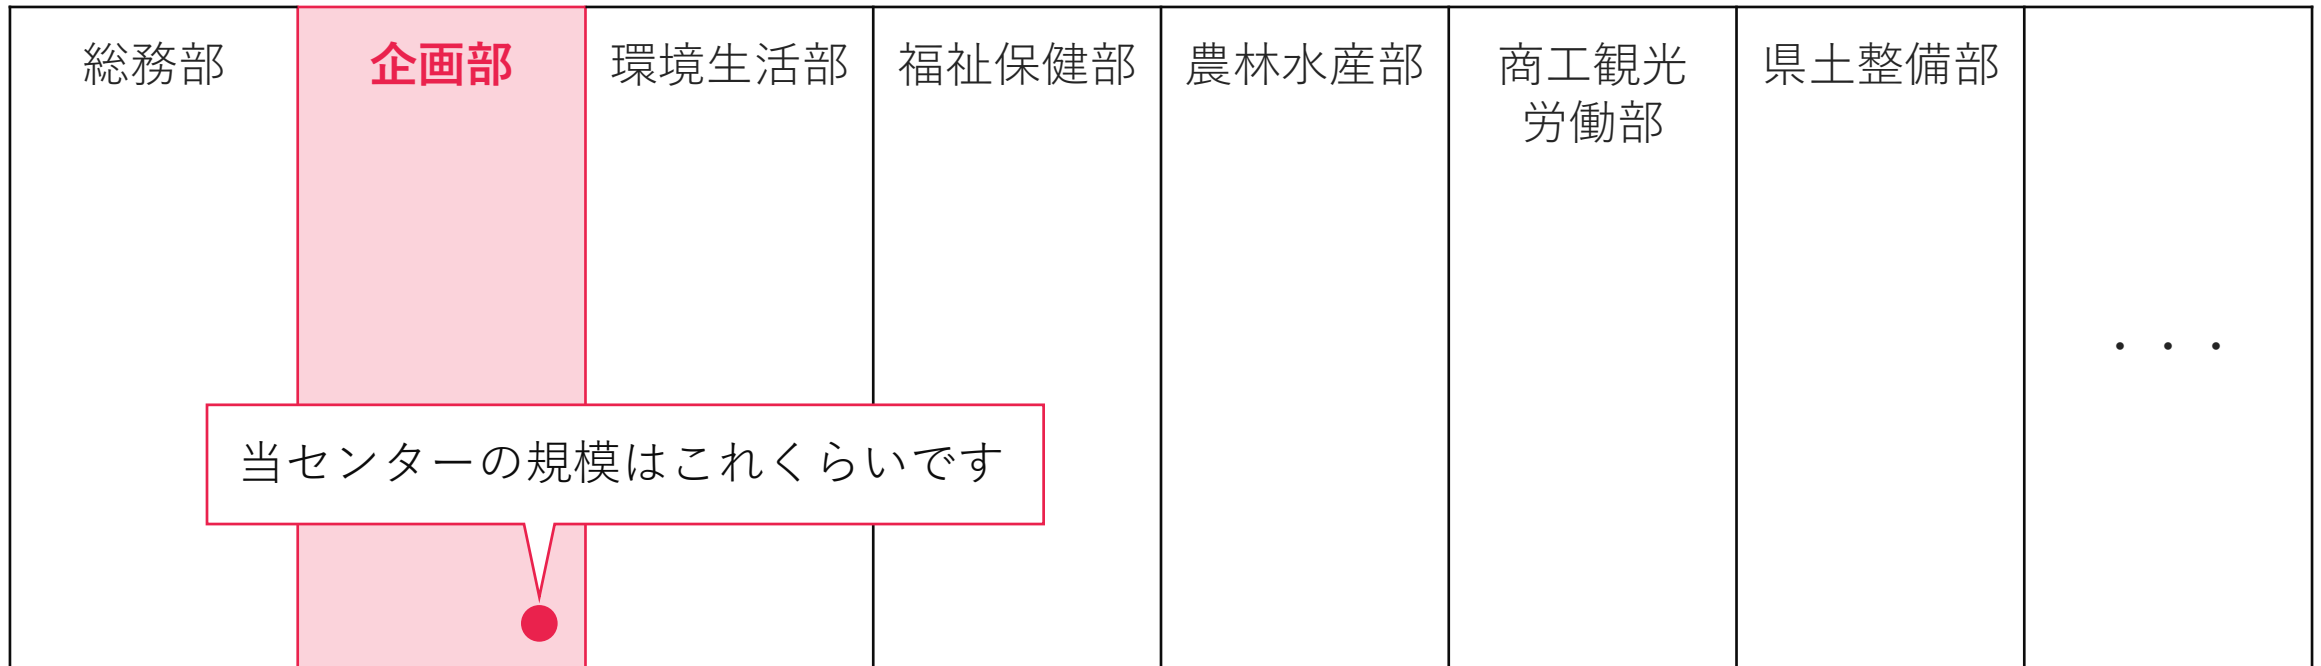 総務部
企画部
環境生活部
福祉保健部
農林水産部
商工観光
労働部
県土整備部
・・・
当センターの規模はこれくらいです